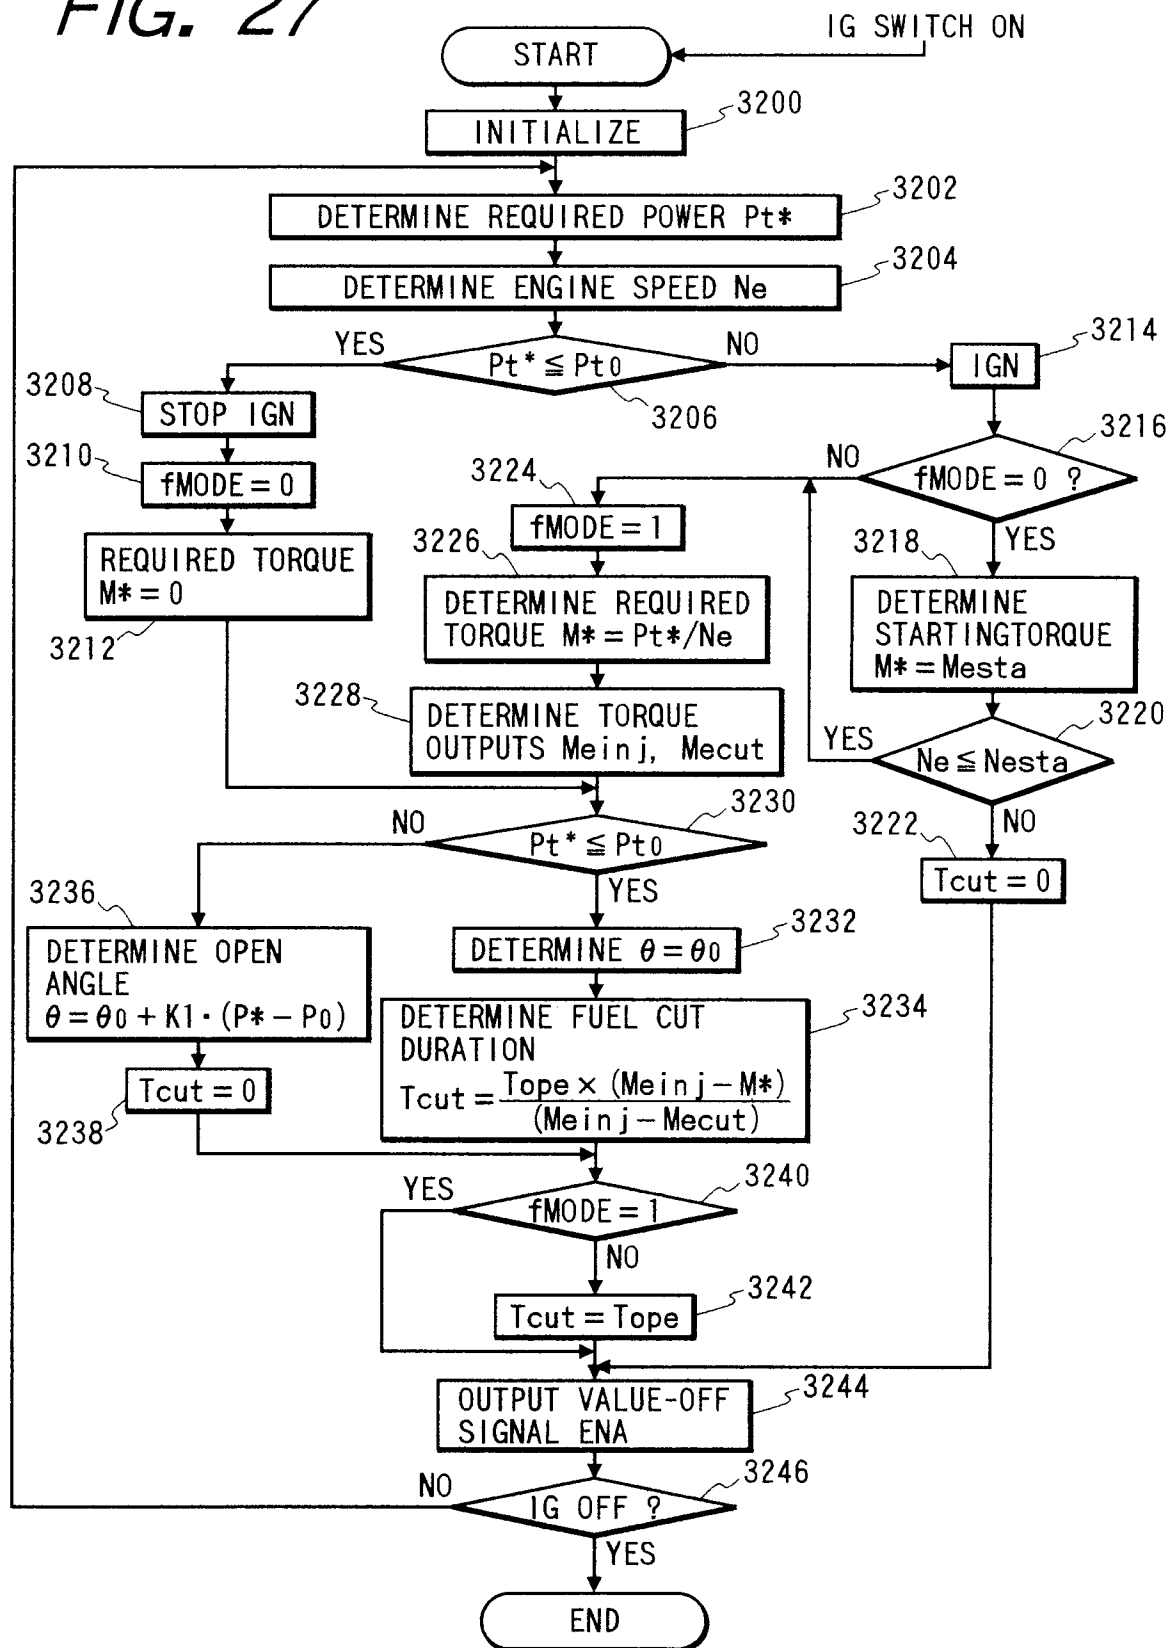 FIG. 27
IG SWITCH ON
START
3200
INITIALIZE
3202
DETERMINE REQUIRED POWER Pt*
3204
DETERMINE ENGINE SPEED Ne
YES
Pt* ≦ Pt0
NO
3206
3214
IGN
3208
STOP IGN
3210
fMODE = 0
REQUIRED TORQUE
M* = 0
3212
3216
NO
fMODE = 0 ?
YES
3224
fMODE = 1
3226
DETERMINE REQUIRED
TORQUE M* = Pt*/Ne
3228
DETERMINE TORQUE
OUTPUTS Meinj, Mecut
3218
DETERMINE
STARTINGTORQUE
M* = Mesta
3220
YES
Ne ≦ Nesta
NO
3222
Tcut = 0
3230
NO
Pt* ≦ Pt0
YES
3236
DETERMINE OPEN
ANGLE
θ = θ0 + K1·(P* − P0)
Tcut = 0
3238
3232
DETERMINE θ = θ0
3234
DETERMINE FUEL CUT
DURATION
Tcut = Tope × (Meinj − M*)
(Meinj − Mecut)
3240
YES
fMODE = 1
NO
3242
Tcut = Tope
3244
OUTPUT VALUE-OFF
SIGNAL ENA
3246
NO
IG OFF ?
YES
END